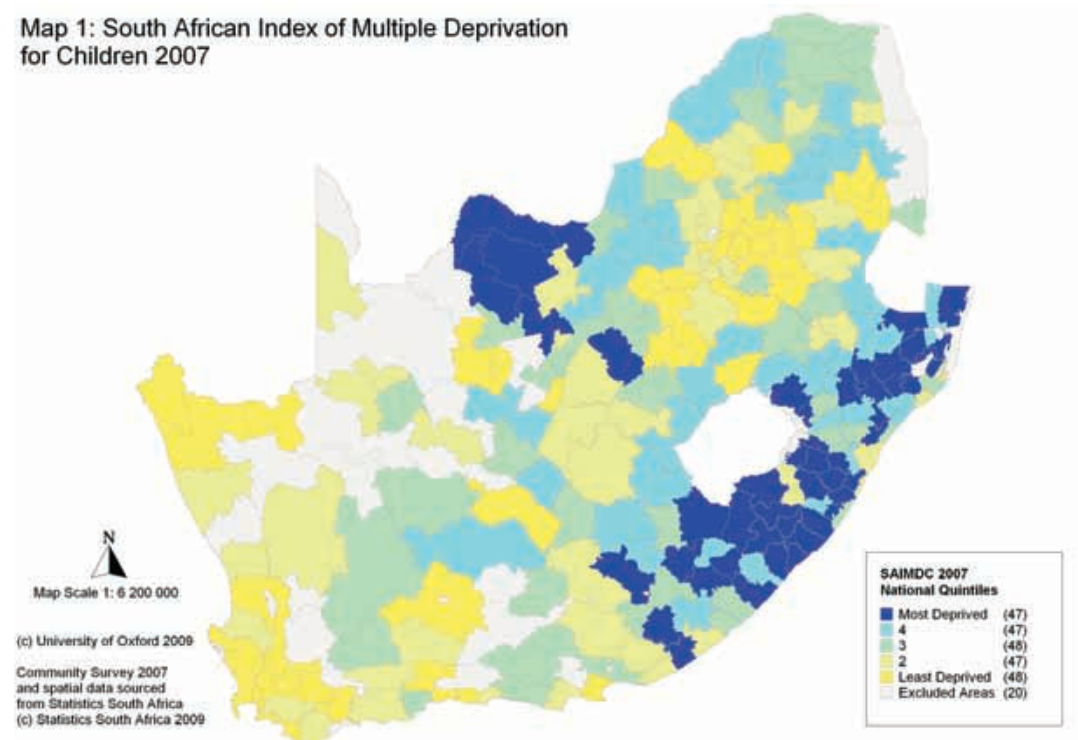 Map 1: South African Index of Multiple Deprivation
for Children 2007
N
Map Scale 1: 6 200 000
(c) University of Oxford 2009
Community Survey 2007
and spatial data sourced
from Statistics South Africa
(c) Statistics South Africa 2009
SAIMDC 2007
National Quintiles
Most Deprived (47)
4 (47)
3 (48)
2 (47)
Least Deprived (48)
Excluded Areas (20)